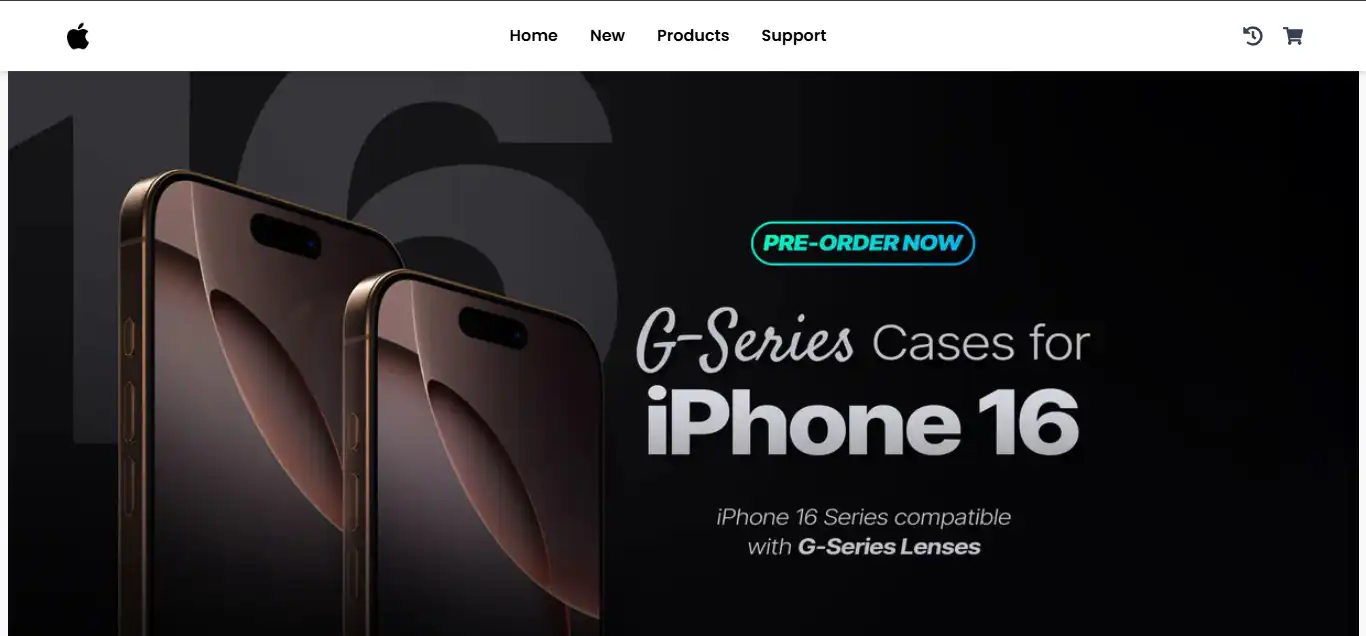 Home New Products Support
16
PRE-ORDER NOW
G-Series Cases for
iPhone 16
iPhone 16 Series compatible
with G-Series Lenses